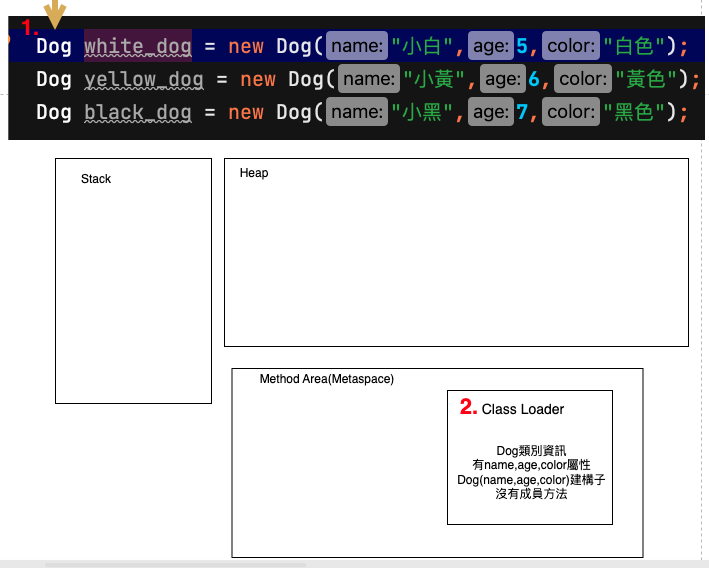 1.
Dog white_dog = new Dog( name: "小白", age: 5, color: "白色");
Dog yellow_dog = new Dog( name: "小黃", age: 6, color: "黃色");
Dog black_dog = new Dog( name: "小黑", age: 7, color: "黑色");
Stack
Heap
Method Area(Metaspace)
2. Class Loader
Dog類別資訊
有name,age,color屬性
Dog(name,age,color)建構子
沒有成員方法